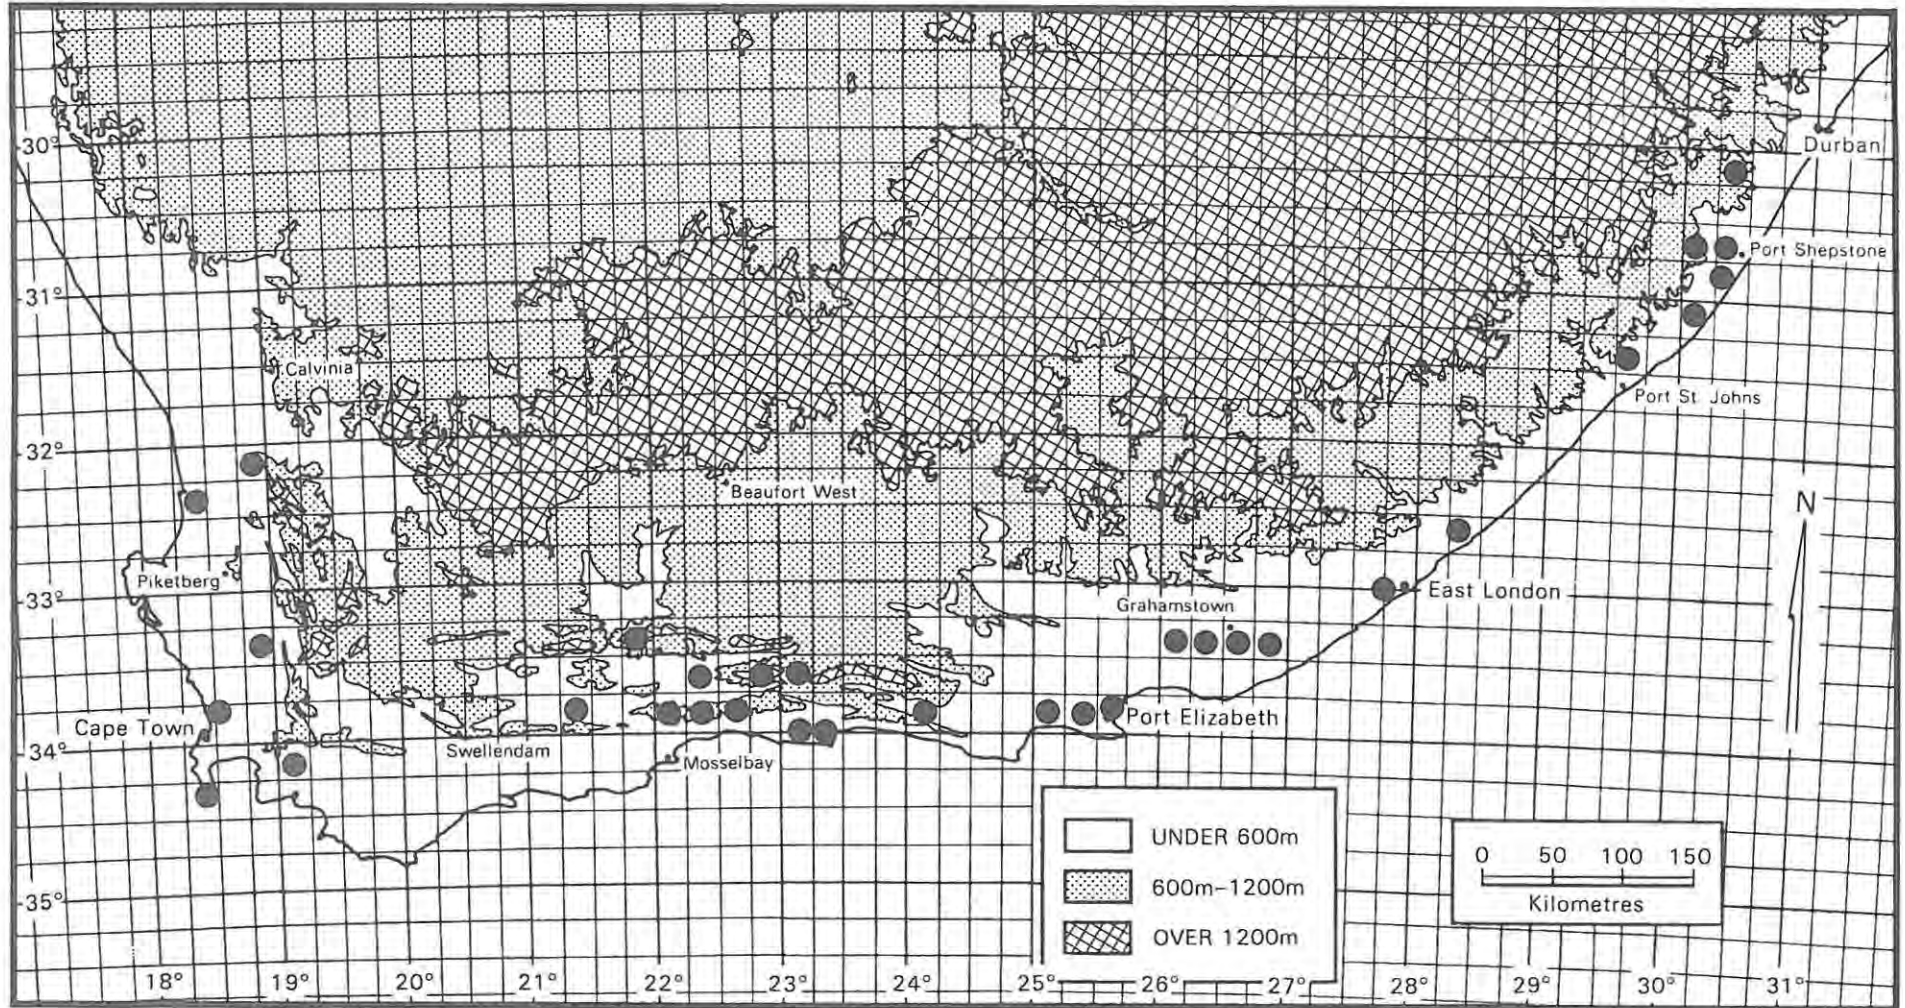 30°
Durban
Port Shepstone
31°
Calvinia
Port St. Johns
32°
Beaufort West
N
Piketberg
33°
Grahamstown
East London
Cape Town
Port Elizabeth
34°
Swellendam
Mosselbay
UNDER 600m
0 50 100 150
Kilometres
600m–1200m
35°
OVER 1200m
18° 19° 20° 21° 22° 23° 24° 25° 26° 27° 28° 29° 30° 31°